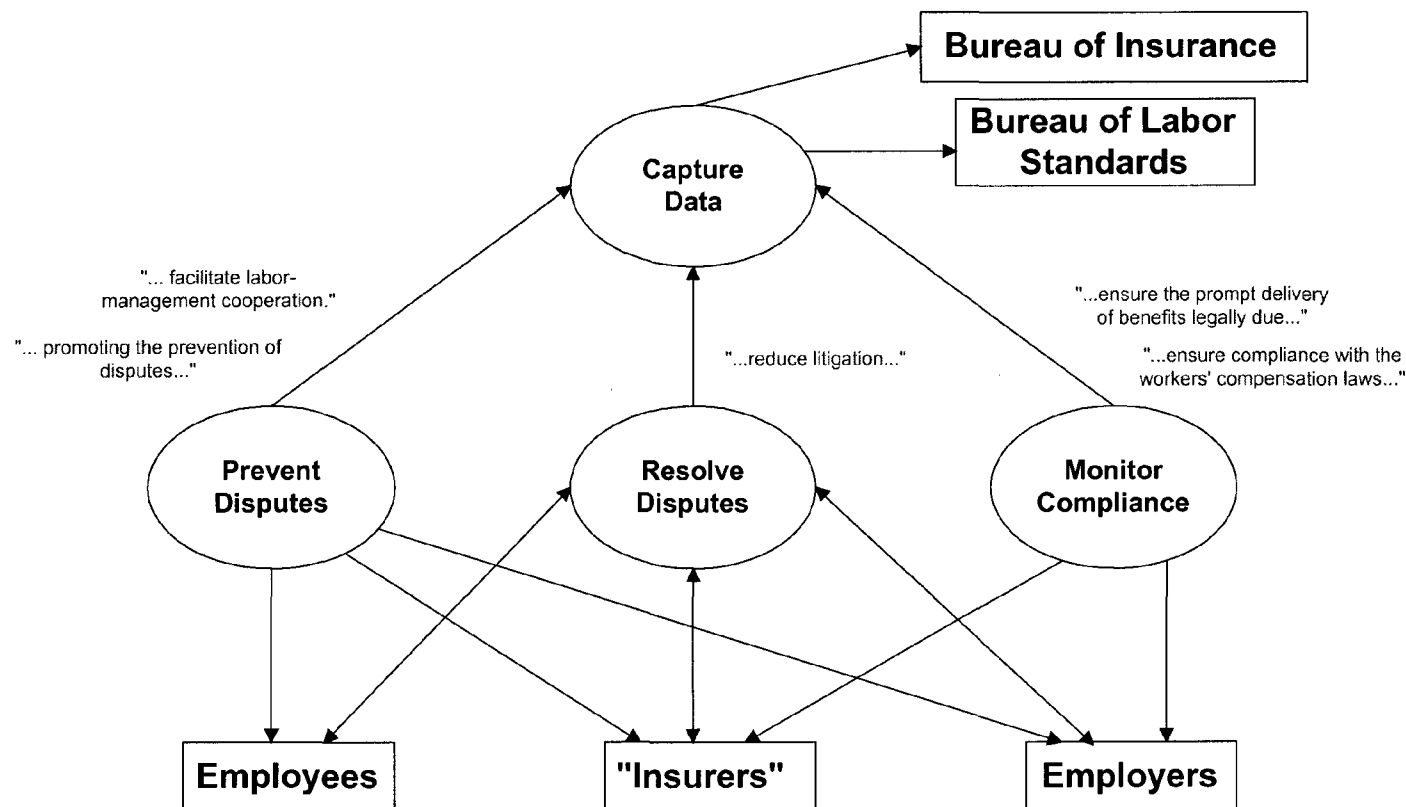 Bureau of Insurance
Bureau of Labor
Standards
Capture
Data
"... facilitate labor-
management cooperation."
"... promoting the prevention of
disputes..."
"...reduce litigation..."
"...ensure the prompt delivery
of benefits legally due..."
"...ensure compliance with the
workers' compensation laws..."
Prevent
Disputes
Resolve
Disputes
Monitor
Compliance
Employees
"Insurers"
Employers